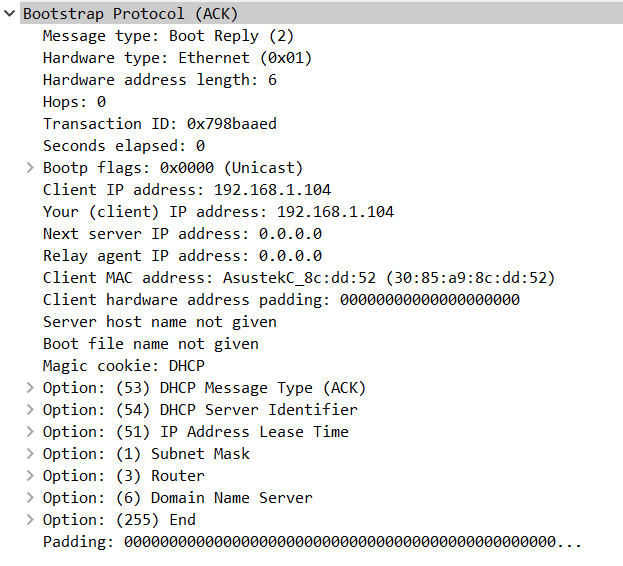 Bootstrap Protocol (ACK)
Message type: Boot Reply (2)
Hardware type: Ethernet (0x01)
Hardware address length: 6
Hops: 0
Transaction ID: 0x798baaed
Seconds elapsed: 0
Bootp flags: 0x0000 (Unicast)
Client IP address: 192.168.1.104
Your (client) IP address: 192.168.1.104
Next server IP address: 0.0.0.0
Relay agent IP address: 0.0.0.0
Client MAC address: AsustekC_8c:dd:52 (30:85:a9:8c:dd:52)
Client hardware address padding: 00000000000000000000
Server host name not given
Boot file name not given
Magic cookie: DHCP
Option: (53) DHCP Message Type (ACK)
Option: (54) DHCP Server Identifier
Option: (51) IP Address Lease Time
Option: (1) Subnet Mask
Option: (3) Router
Option: (6) Domain Name Server
Option: (255) End
Padding: 000000000000000000000000000000000000000000000000...